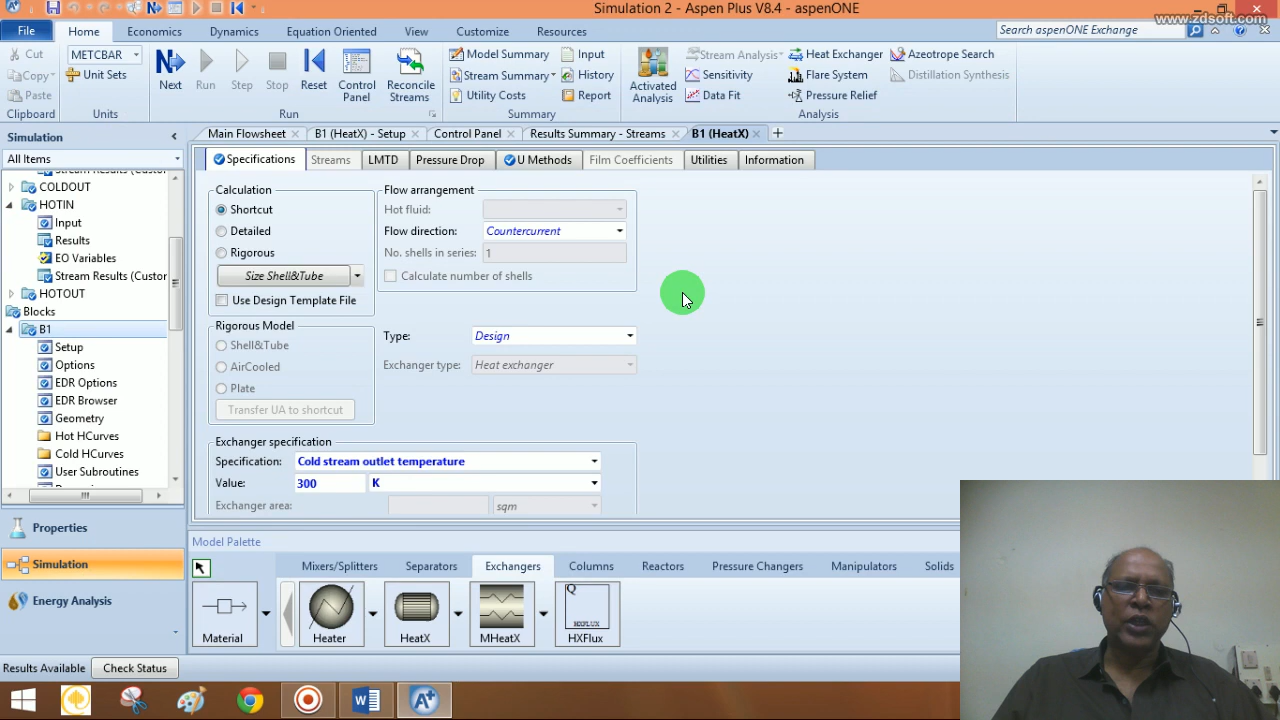 Simulation 2 - Aspen Plus V8.4 - aspenONE
www.zdsoft.com
File Home Economics Dynamics Equation Oriented View Customize Resources Search aspenONE Exchange
Cut METCBAR Model Summary Input Stream Analysis Heat Exchanger Azeotrope Search
Copy Unit Sets Next Run Step Stop Reset Control Panel Reconcile Streams Stream Summary History Activated Analysis Sensitivity Flare System Distillation Synthesis
Paste Utility Costs Report Data Fit Pressure Relief
Clipboard Units Run Summary Analysis
Simulation Main Flowsheet B1 (HeatX) - Setup Control Panel Results Summary - Streams B1 (HeatX)
All Items Specifications Streams LMTD Pressure Drop U Methods Film Coefficients Utilities Information
Stream Results (Custor
COLDOUT
HOTIN
Input
Results
EO Variables
Stream Results (Custor
HOTOUT
Blocks
B1
Setup
Options
EDR Options
EDR Browser
Geometry
Hot HCurves
Cold HCurves
User Subroutines
Calculation
Shortcut
Detailed
Rigorous
Size Shell&Tube
Use Design Template File
Flow arrangement
Hot fluid:
Flow direction: Countercurrent
No. shells in series: 1
Calculate number of shells
Rigorous Model
Shell&Tube
AirCooled
Plate
Transfer UA to shortcut
Type: Design
Exchanger type: Heat exchanger
Exchanger specification
Specification: Cold stream outlet temperature
Value: 300 K
Exchanger area: sqm
Properties
Simulation
Energy Analysis
Model Palette
Mixers/Splitters Separators Exchangers Columns Reactors Pressure Changers Manipulators Solids
Q
HXFLUX
Material Heater HeatX MHeatX HXFlux
Results Available Check Status